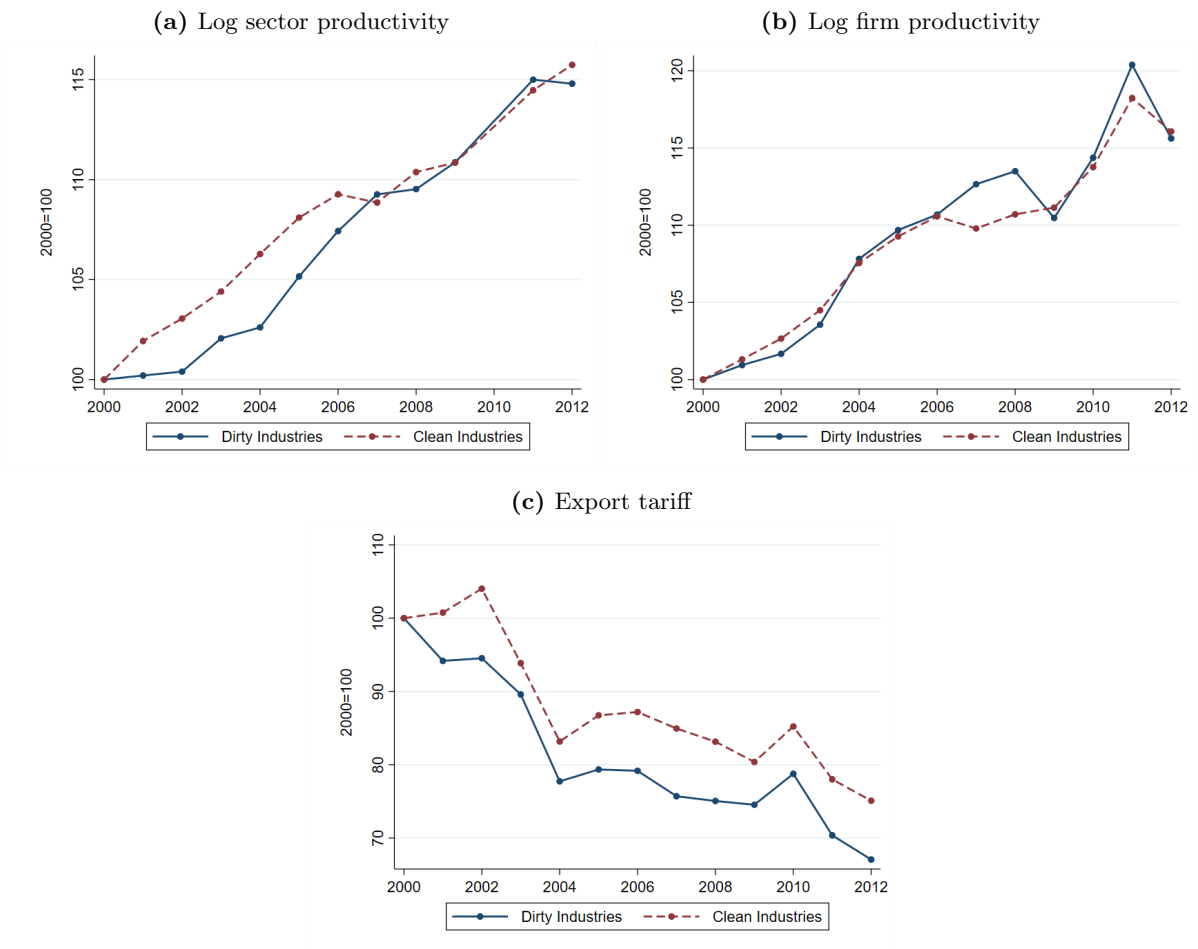 (a) Log sector productivity
115
110
105
100
2000=100
2000 2002 2004 2006 2008 2010 2012
Dirty Industries Clean Industries
(b) Log firm productivity
120
115
110
105
100
2000=100
2000 2002 2004 2006 2008 2010 2012
Dirty Industries Clean Industries
(c) Export tariff
110
100
90
80
70
2000=100
2000 2002 2004 2006 2008 2010 2012
Dirty Industries Clean Industries